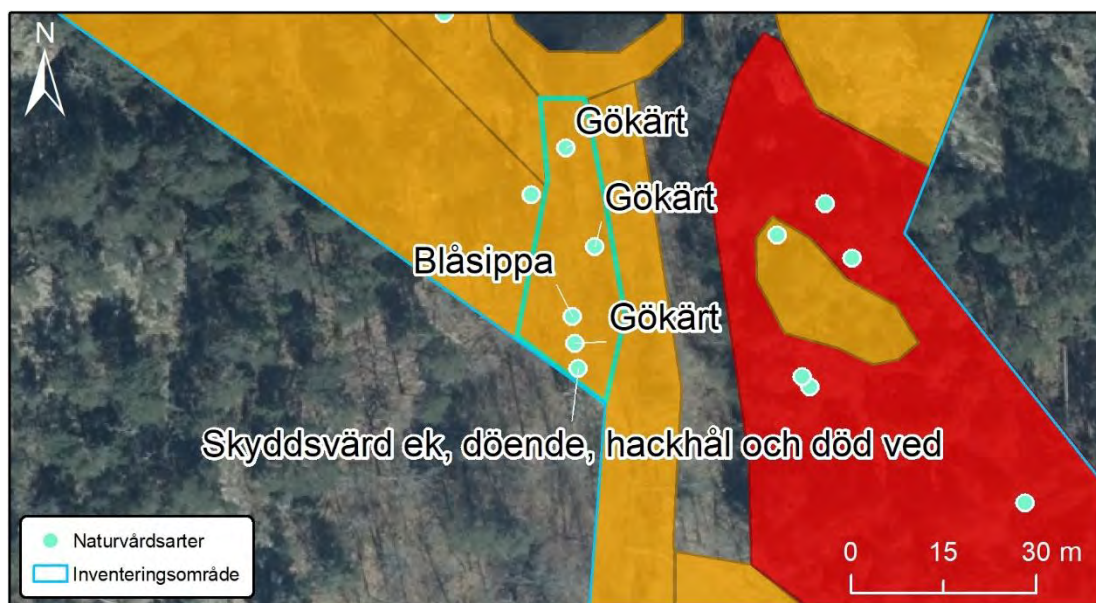 N
Gökärt
Gökärt
Blåsippa
Gökärt
Skyddsvärd ek, döende, hackhål och död ved
Naturvårdsarter
Inventeringsområde
0 15 30 m